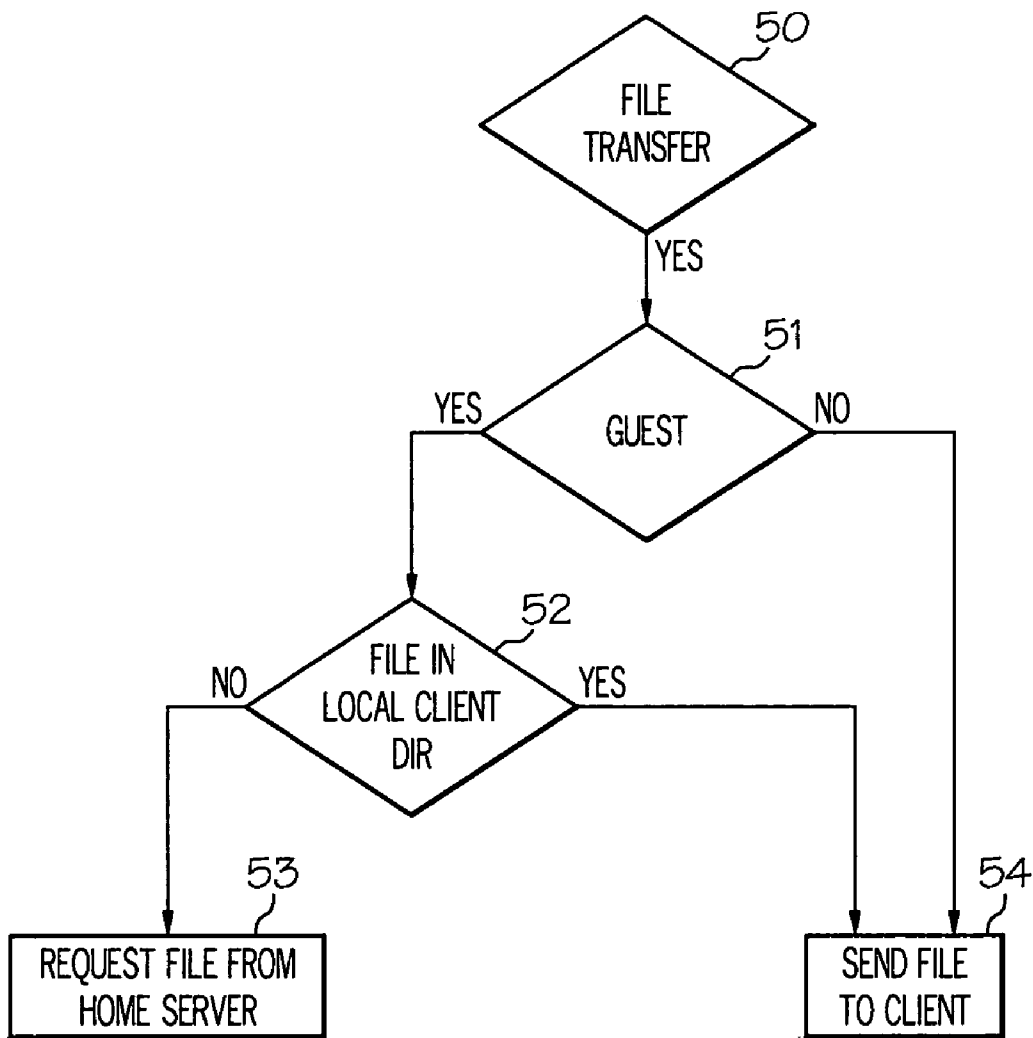 50
FILE
TRANSFER
YES
51
YES
GUEST
NO
52
NO
FILE IN
LOCAL CLIENT
DIR
YES
53
REQUEST FILE FROM
HOME SERVER
54
SEND FILE
TO CLIENT